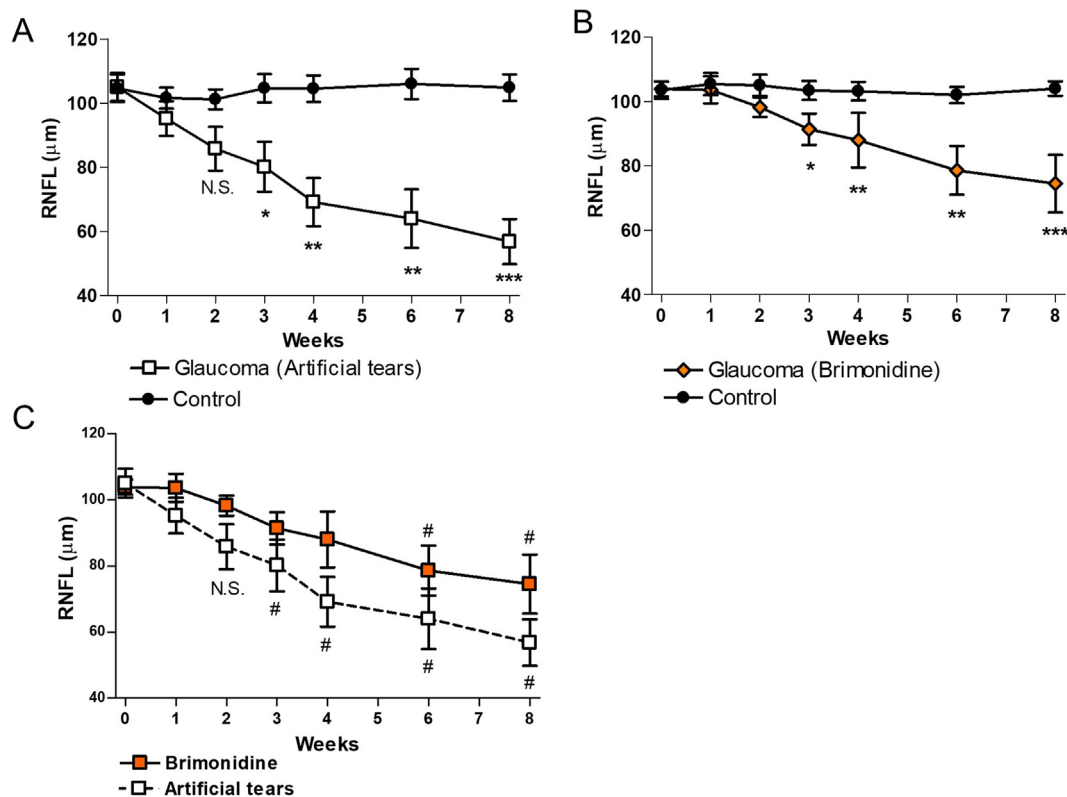 A
120
100
80
60
40
RNFL (µm)
N.S.
*
**
**
***
0 1 2 3 4 5 6 7 8
Weeks
Glaucoma (Artificial tears)
Control
B
120
100
80
60
40
RNFL (µm)
*
**
**
***
0 1 2 3 4 5 6 7 8
Weeks
Glaucoma (Brimonidine)
Control
C
120
100
80
60
40
RNFL (µm)
# #
N.S.
#
#
#
#
0 1 2 3 4 5 6 7 8
Weeks
Brimonidine
Artificial tears